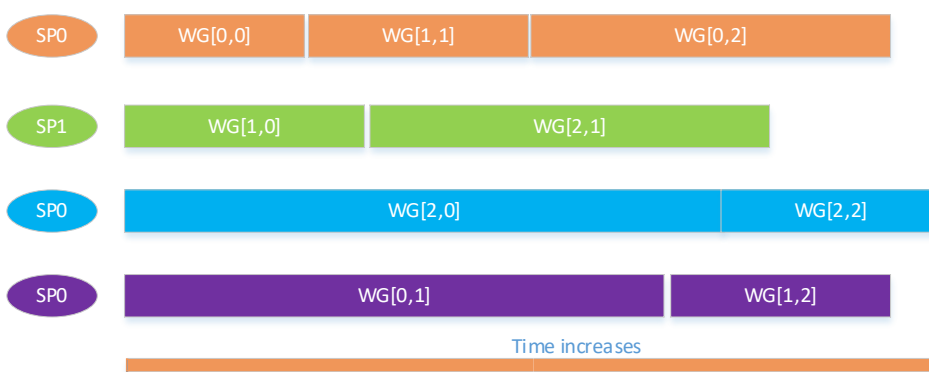 SP0 WG[0,0] WG[1,1] WG[0,2]
SP1 WG[1,0] WG[2,1]
SP0 WG[2,0] WG[2,2]
SP0 WG[0,1] WG[1,2]
Time increases